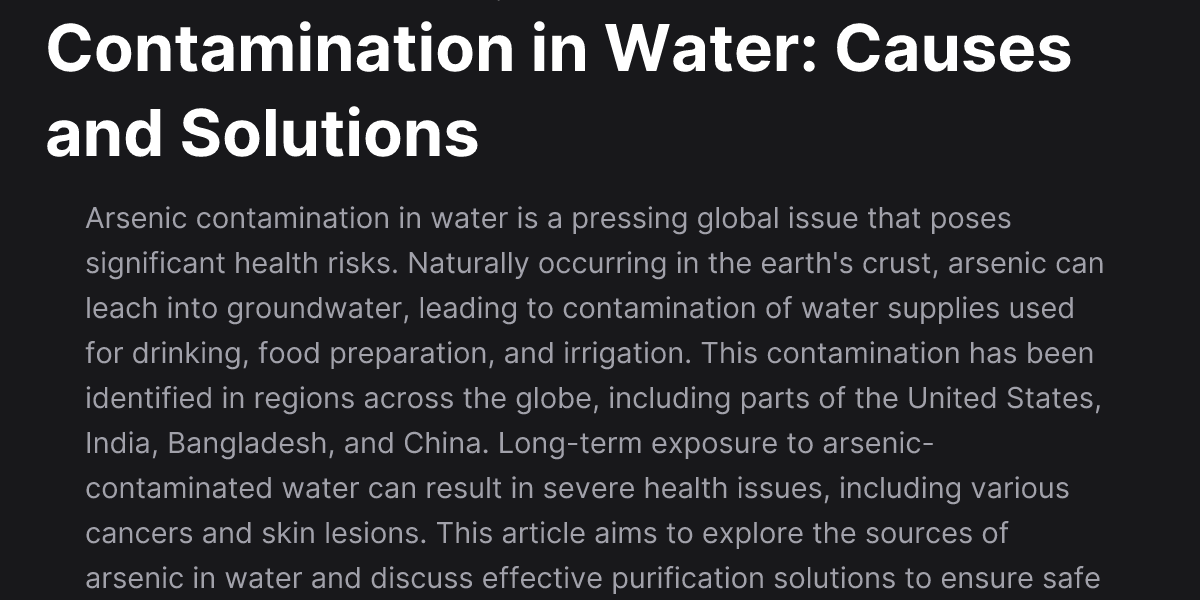 Contamination in Water: Causes
and Solutions
Arsenic contamination in water is a pressing global issue that poses
significant health risks. Naturally occurring in the earth's crust, arsenic can
leach into groundwater, leading to contamination of water supplies used
for drinking, food preparation, and irrigation. This contamination has been
identified in regions across the globe, including parts of the United States,
India, Bangladesh, and China. Long-term exposure to arsenic-
contaminated water can result in severe health issues, including various
cancers and skin lesions. This article aims to explore the sources of
arsenic in water and discuss effective purification solutions to ensure safe